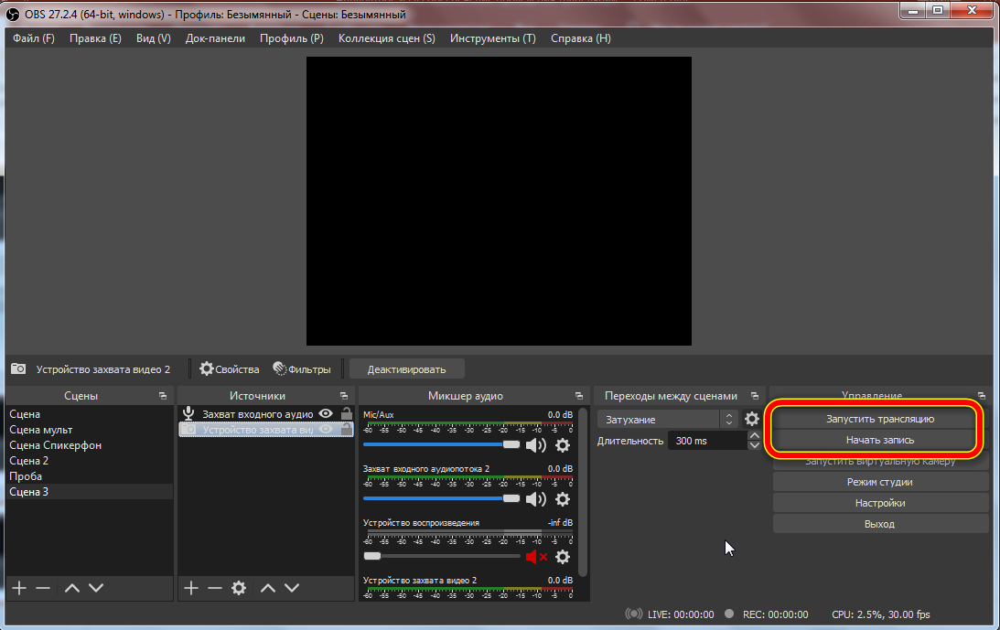 OBS 27.2.4 (64-bit, windows) - Профиль: Безымянный - Сцены: Безымянный
Файл (F) Правка (E) Вид (V) Док-панели Профиль (P) Коллекция сцен (S) Инструменты (T) Справка (H)
Устройство захвата видео 2 Свойства Фильтры Деактивировать
Сцены
Сцена
Сцена мульт
Сцена Спикерфон
Сцена 2
Проба
Сцена 3
Источники
Захват входного аудио
Устройство захвата ви
Микшер аудио
Mic/Aux 0.0 dB
-60 -55 -50 -45 -40 -35 -30 -25 -20 -15 -10 -5 0
Захват входного аудиопотока 2 0.0 dB
-60 -55 -50 -45 -40 -35 -30 -25 -20 -15 -10 -5 0
Устройство воспроизведения -inf dB
-60 -55 -50 -45 -40 -35 -30 -25 -20 -15 -10 -5 0
Устройство захвата видео 2 0.0 dB
-60 -55 -50 -45 -40 -35 -30 -25 -20 -15 -10 -5 0
Переходы между сценами
Затухание
Длительность 300 ms
Управление
Запустить трансляцию
Начать запись
Запустить виртуальную камеру
Режим студии
Настройки
Выход
LIVE: 00:00:00 REC: 00:00:00 CPU: 2.5%, 30.00 fps